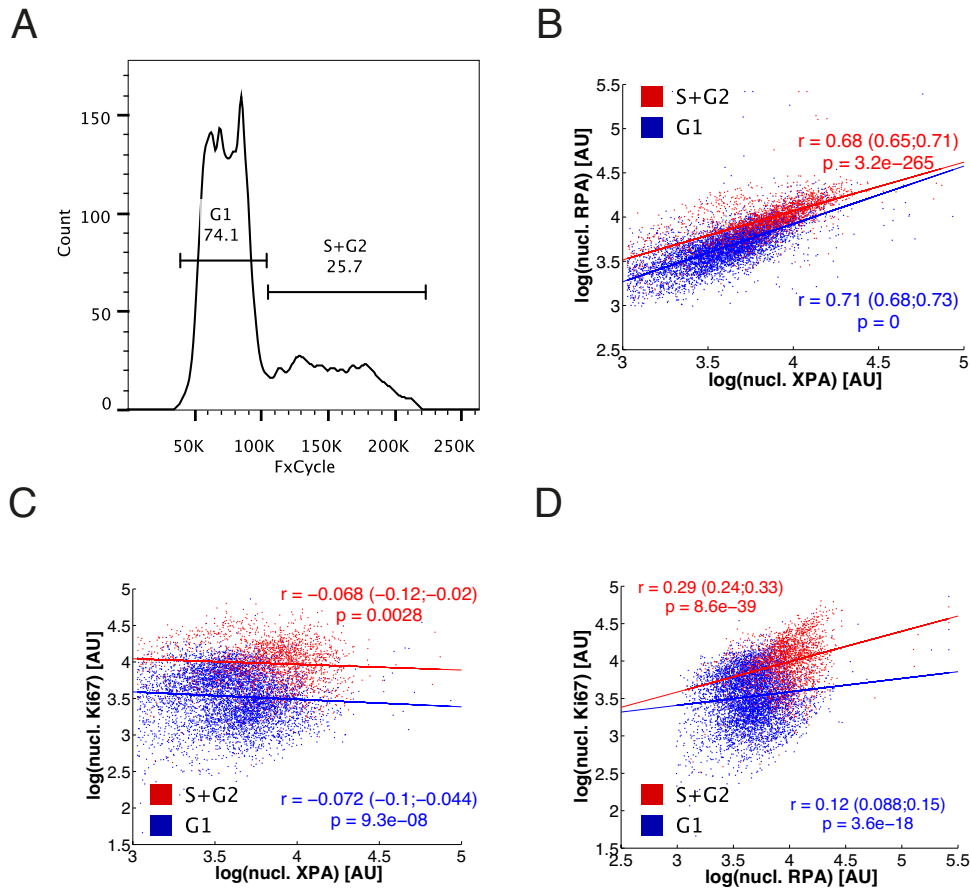 A
Count
150
100
50
0
G1
74.1
S+G2
25.7
50K 100K 150K 200K 250K
FxCycle
B
log(nucl. RPA) [AU]
5.5
5
4.5
4
3.5
3
2.5
S+G2
G1
r = 0.68 (0.65;0.71)
p = 3.2e-265
r = 0.71 (0.68;0.73)
p = 0
3 3.5 4 4.5 5
log(nucl. XPA) [AU]
C
log(nucl. Ki67) [AU]
5
4.5
4
3.5
3
2.5
2
1.5
r = −0.068 (−0.12;−0.02)
p = 0.0028
S+G2
G1
r = −0.072 (−0.1;−0.044)
p = 9.3e−08
3 3.5 4 4.5 5
log(nucl. XPA) [AU]
D
log(nucl. Ki67) [AU]
5
4.5
4
3.5
3
2.5
2
1.5
r = 0.29 (0.24;0.33)
p = 8.6e−39
S+G2
G1
r = 0.12 (0.088;0.15)
p = 3.6e−18
2.5 3 3.5 4 4.5 5 5.5
log(nucl. RPA) [AU]